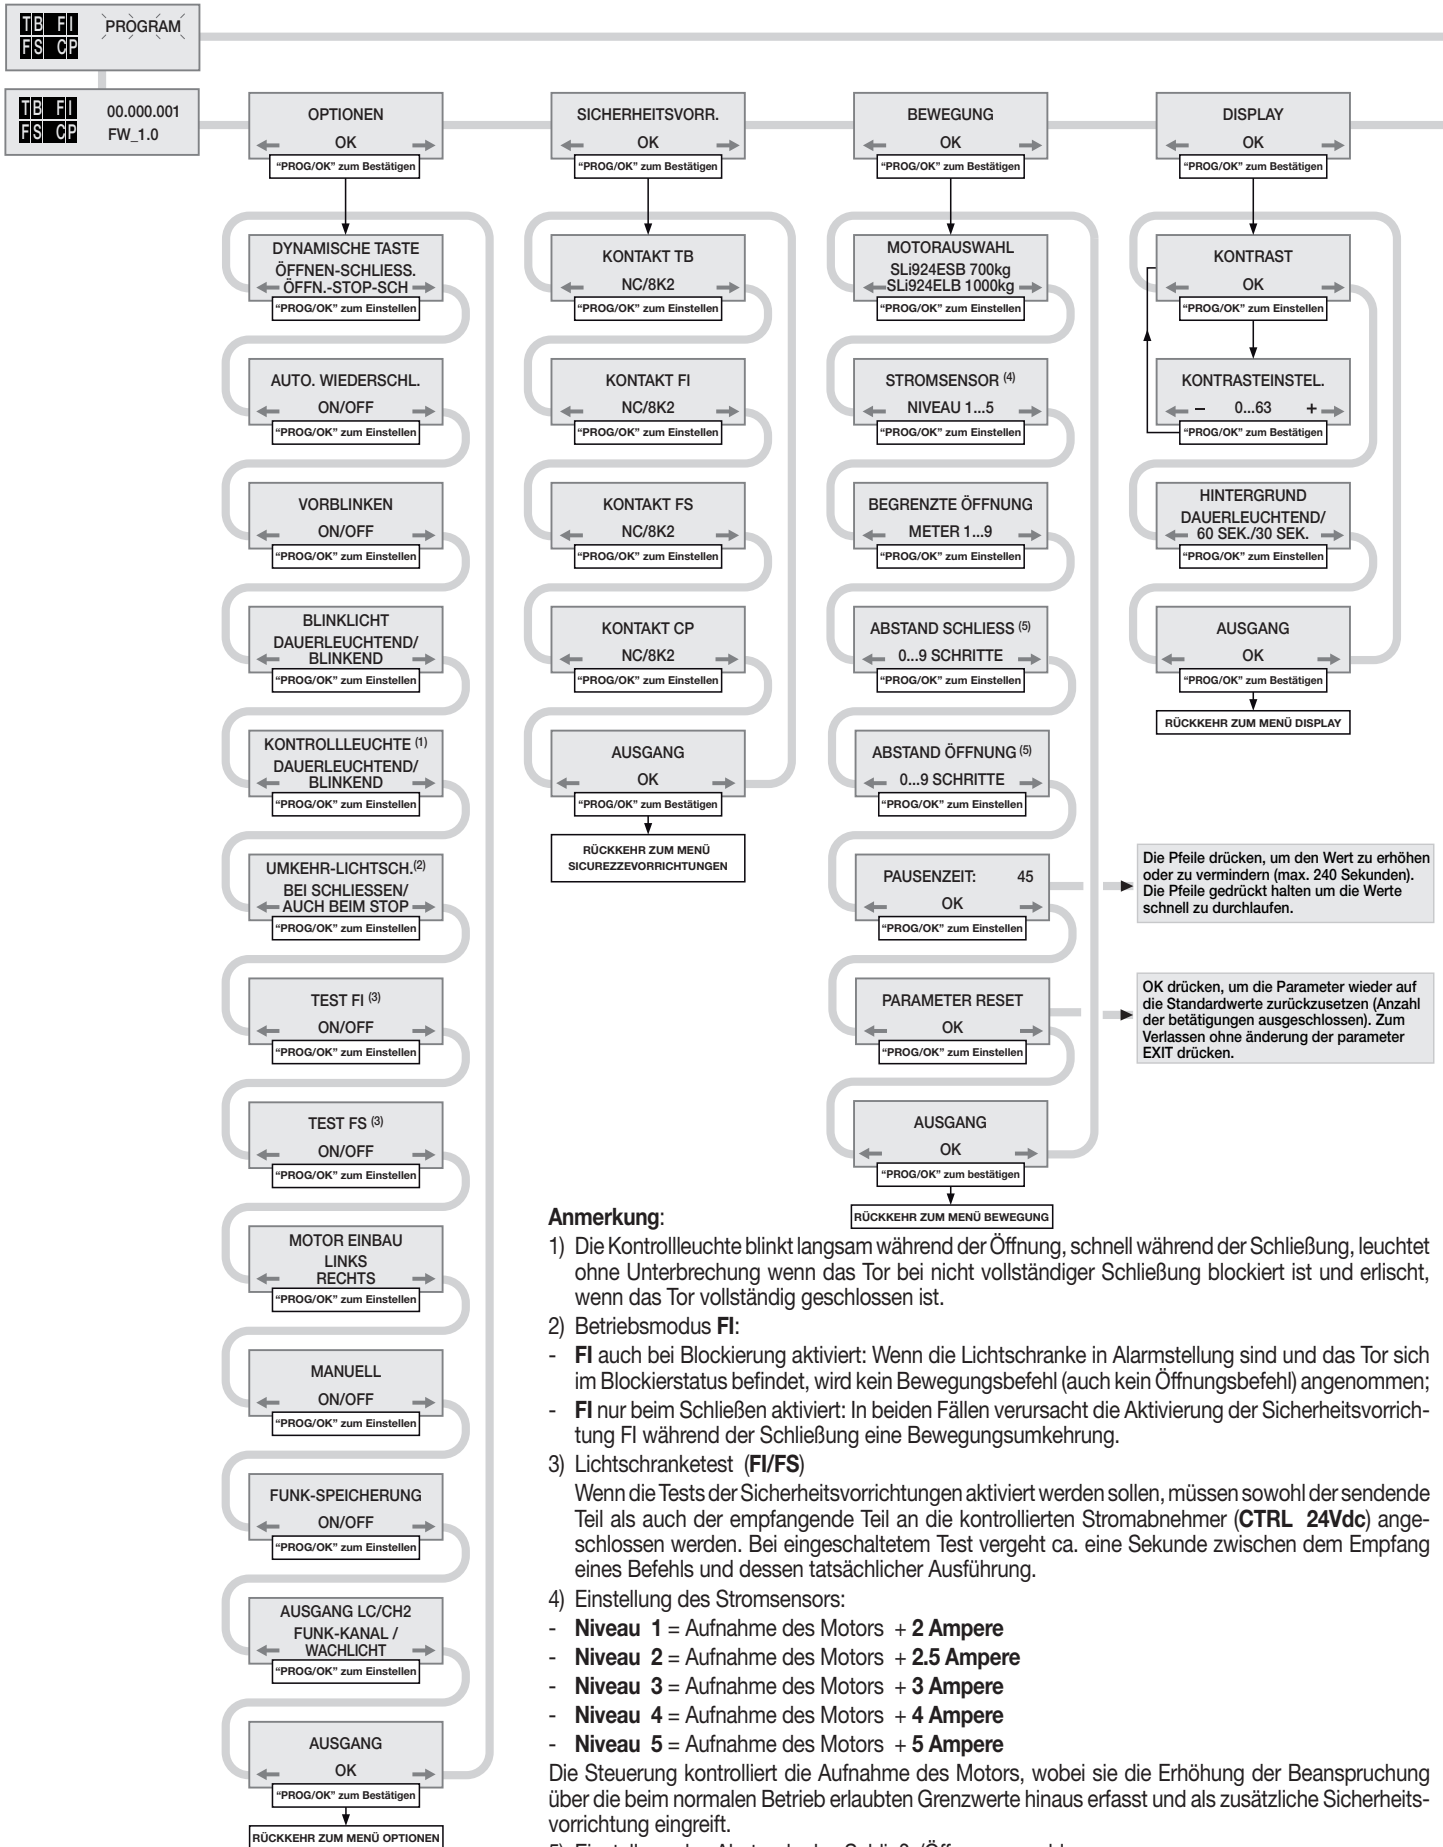 TB FI
FS CP
PROGRAM
TB FI
FS CP
00.000.001
FW_1.0
OPTIONEN
OK
“PROG/OK” zum Bestätigen
DYNAMISCHE TASTE
ÖFFNEN-SCHLIESS.
ÖFFN.-STOP-SCH
“PROG/OK” zum Einstellen
AUTO. WIEDERSCHL.
ON/OFF
“PROG/OK” zum Einstellen
VORBLINKEN
ON/OFF
“PROG/OK” zum Einstellen
BLINKLICHT
DAUERLEUCHTEND/
BLINKEND
“PROG/OK” zum Einstellen
KONTROLLLEUCHTE (1)
DAUERLEUCHTEND/
BLINKEND
“PROG/OK” zum Einstellen
UMKEHR-LICHTSCH.(2)
BEI SCHLIESSEN/
AUCH BEIM STOP
“PROG/OK” zum Einstellen
TEST FI (3)
ON/OFF
“PROG/OK” zum Einstellen
TEST FS (3)
ON/OFF
“PROG/OK” zum Einstellen
MOTOR EINBAU
LINKS
RECHTS
“PROG/OK” zum Einstellen
MANUELL
ON/OFF
“PROG/OK” zum Einstellen
FUNK-SPEICHERUNG
ON/OFF
“PROG/OK” zum Einstellen
AUSGANG LC/CH2
FUNK-KANAL /
WACHLICHT
“PROG/OK” zum Einstellen
AUSGANG
OK
“PROG/OK” zum Bestätigen
RÜCKKEHR ZUM MENÜ OPTIONEN
SICHERHEITSVORR.
OK
“PROG/OK” zum Bestätigen
KONTAKT TB
NC/8K2
“PROG/OK” zum Einstellen
KONTAKT FI
NC/8K2
“PROG/OK” zum Einstellen
KONTAKT FS
NC/8K2
“PROG/OK” zum Einstellen
KONTAKT CP
NC/8K2
“PROG/OK” zum Einstellen
AUSGANG
OK
“PROG/OK” zum Bestätigen
RÜCKKEHR ZUM MENÜ
SICUREZZEVORRICHTUNGEN
BEWEGUNG
OK
“PROG/OK” zum Bestätigen
MOTORAUSWAHL
SLi924ESB 700kg
SLi924ELB 1000kg
“PROG/OK” zum Einstellen
STROMSENSOR (4)
NIVEAU 1...5
“PROG/OK” zum Einstellen
BEGRENZTE ÖFFNUNG
METER 1...9
“PROG/OK” zum Einstellen
ABSTAND SCHLIESS (5)
0...9 SCHRITTE
“PROG/OK” zum Einstellen
ABSTAND ÖFFNUNG (5)
0...9 SCHRITTE
“PROG/OK” zum Einstellen
PAUSENZEIT: 45
OK
“PROG/OK” zum Einstellen
PARAMETER RESET
OK
“PROG/OK” zum Einstellen
AUSGANG
OK
“PROG/OK” zum bestätigen
RÜCKKEHR ZUM MENÜ BEWEGUNG
DISPLAY
OK
“PROG/OK” zum Bestätigen
KONTRAST
OK
“PROG/OK” zum Einstellen
KONTRASTEINSTEL.
– 0...63 +
“PROG/OK” zum Bestätigen
HINTERGRUND
DAUERLEUCHTEND/
60 SEK./30 SEK.
“PROG/OK” zum Einstellen
AUSGANG
OK
“PROG/OK” zum Bestätigen
RÜCKKEHR ZUM MENÜ DISPLAY
Die Pfeile drücken, um den Wert zu erhöhen
oder zu vermindern (max. 240 Sekunden).
Die Pfeile gedrückt halten um die Werte
schnell zu durchlaufen.
OK drücken, um die Parameter wieder auf
die Standardwerte zurückzusetzen (Anzahl
der betätigungen ausgeschlossen). Zum
Verlassen ohne änderung der parameter
EXIT drücken.
Anmerkung:
1) Die Kontrollleuchte blinkt langsam während der Öffnung, schnell während der Schließung, leuchtet
ohne Unterbrechung wenn das Tor bei nicht vollständiger Schließung blockiert ist und erlischt,
wenn das Tor vollständig geschlossen ist.
2) Betriebsmodus FI:
- FI auch bei Blockierung aktiviert: Wenn die Lichtschranke in Alarmstellung sind und das Tor sich
im Blockierstatus befindet, wird kein Bewegungsbefehl (auch kein Öffnungsbefehl) angenommen;
- FI nur beim Schließen aktiviert: In beiden Fällen verursacht die Aktivierung der Sicherheitsvorrich-
tung FI während der Schließung eine Bewegungsumkehrung.
3) Lichtschranketest (FI/FS)
Wenn die Tests der Sicherheitsvorrichtungen aktiviert werden sollen, müssen sowohl der sendende
Teil als auch der empfangende Teil an die kontrollierten Stromabnehmer (CTRL 24Vdc) ange-
schlossen werden. Bei eingeschaltetem Test vergeht ca. eine Sekunde zwischen dem Empfang
eines Befehls und dessen tatsächlicher Ausführung.
4) Einstellung des Stromsensors:
- Niveau 1 = Aufnahme des Motors + 2 Ampere
- Niveau 2 = Aufnahme des Motors + 2.5 Ampere
- Niveau 3 = Aufnahme des Motors + 3 Ampere
- Niveau 4 = Aufnahme des Motors + 4 Ampere
- Niveau 5 = Aufnahme des Motors + 5 Ampere
Die Steuerung kontrolliert die Aufnahme des Motors, wobei sie die Erhöhung der Beanspruchung
über die beim normalen Betrieb erlaubten Grenzwerte hinaus erfasst und als zusätzliche Sicherheits-
vorrichtung eingreift.